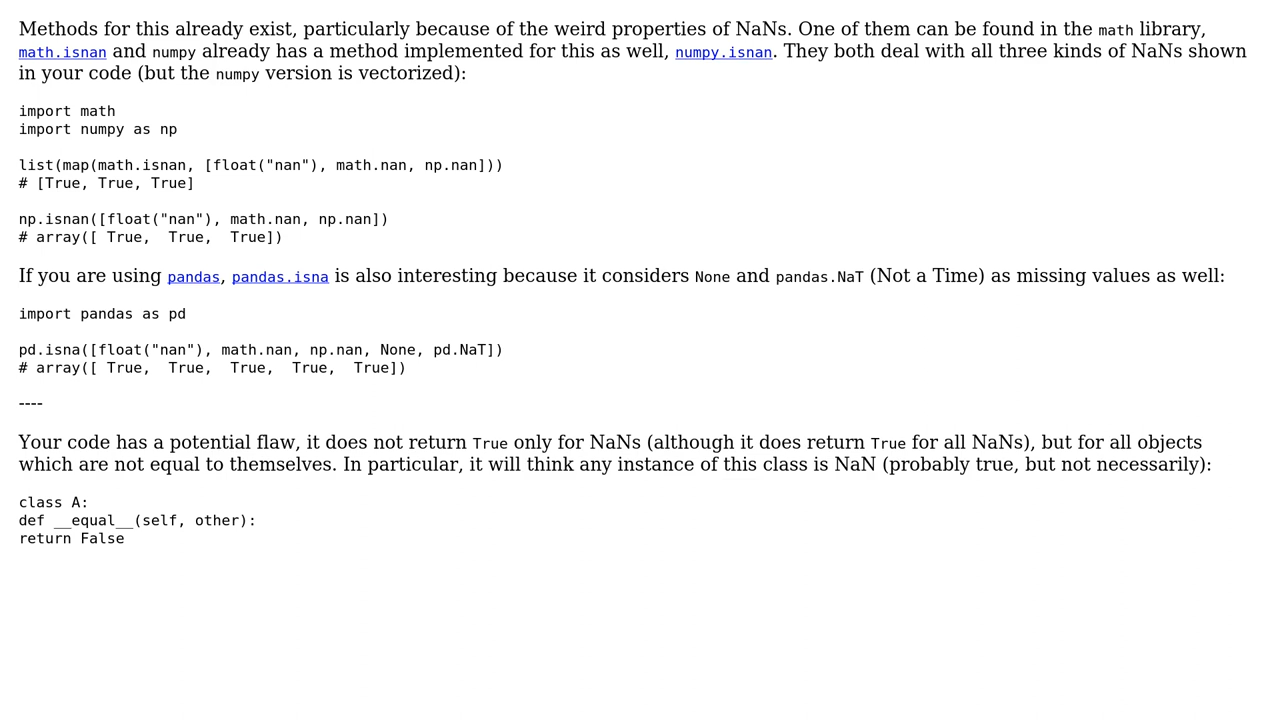 Methods for this already exist, particularly because of the weird properties of NaNs. One of them can be found in the math library,
math.isnan and numpy already has a method implemented for this as well, numpy.isnan. They both deal with all three kinds of NaNs shown
in your code (but the numpy version is vectorized):
import math
import numpy as np
list(map(math.isnan, [float("nan"), math.nan, np.nan]))
# [True, True, True]
np.isnan([float("nan"), math.nan, np.nan])
# array([ True,  True,  True])
If you are using pandas, pandas.isna is also interesting because it considers None and pandas.NaT (Not a Time) as missing values as well:
import pandas as pd
pd.isna([float("nan"), math.nan, np.nan, None, pd.NaT])
# array([ True,  True,  True,  True,  True])
----
Your code has a potential flaw, it does not return True only for NaNs (although it does return True for all NaNs), but for all objects
which are not equal to themselves. In particular, it will think any instance of this class is NaN (probably true, but not necessarily):
class A:
def __equal__(self, other):
return False